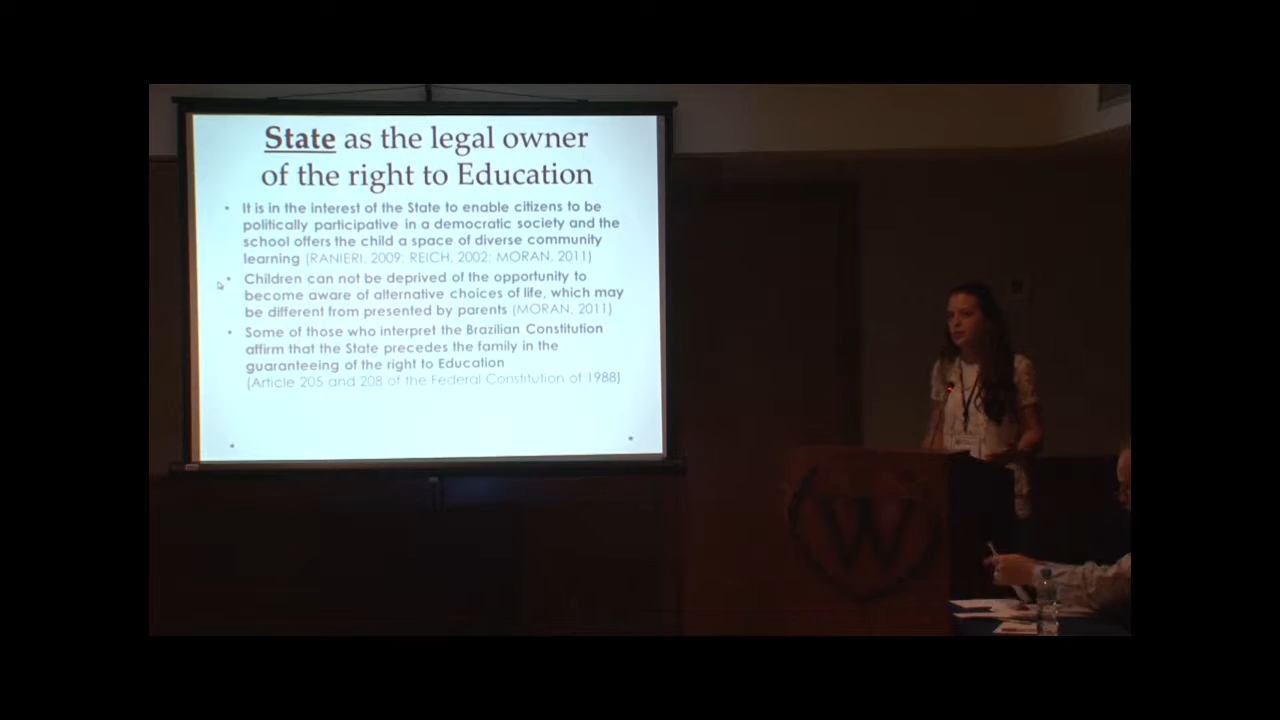 State as the legal owner
of the right to Education
• It is in the interest of the State to enable citizens to be
politically participative in a democratic society and the
school offers the child a space of diverse community
learning (RANIERI, 2009; REICH, 2002; MORAN, 2011)
• Children can not be deprived of the opportunity to
become aware of alternative choices of life, which may
be different from presented by parents (MORAN, 2011)
• Some of those who interpret the Brazilian Constitution
affirm that the State precedes the family in the
guaranteeing of the right to Education
(Article 205 and 208 of the Federal Constitution of 1988)
W